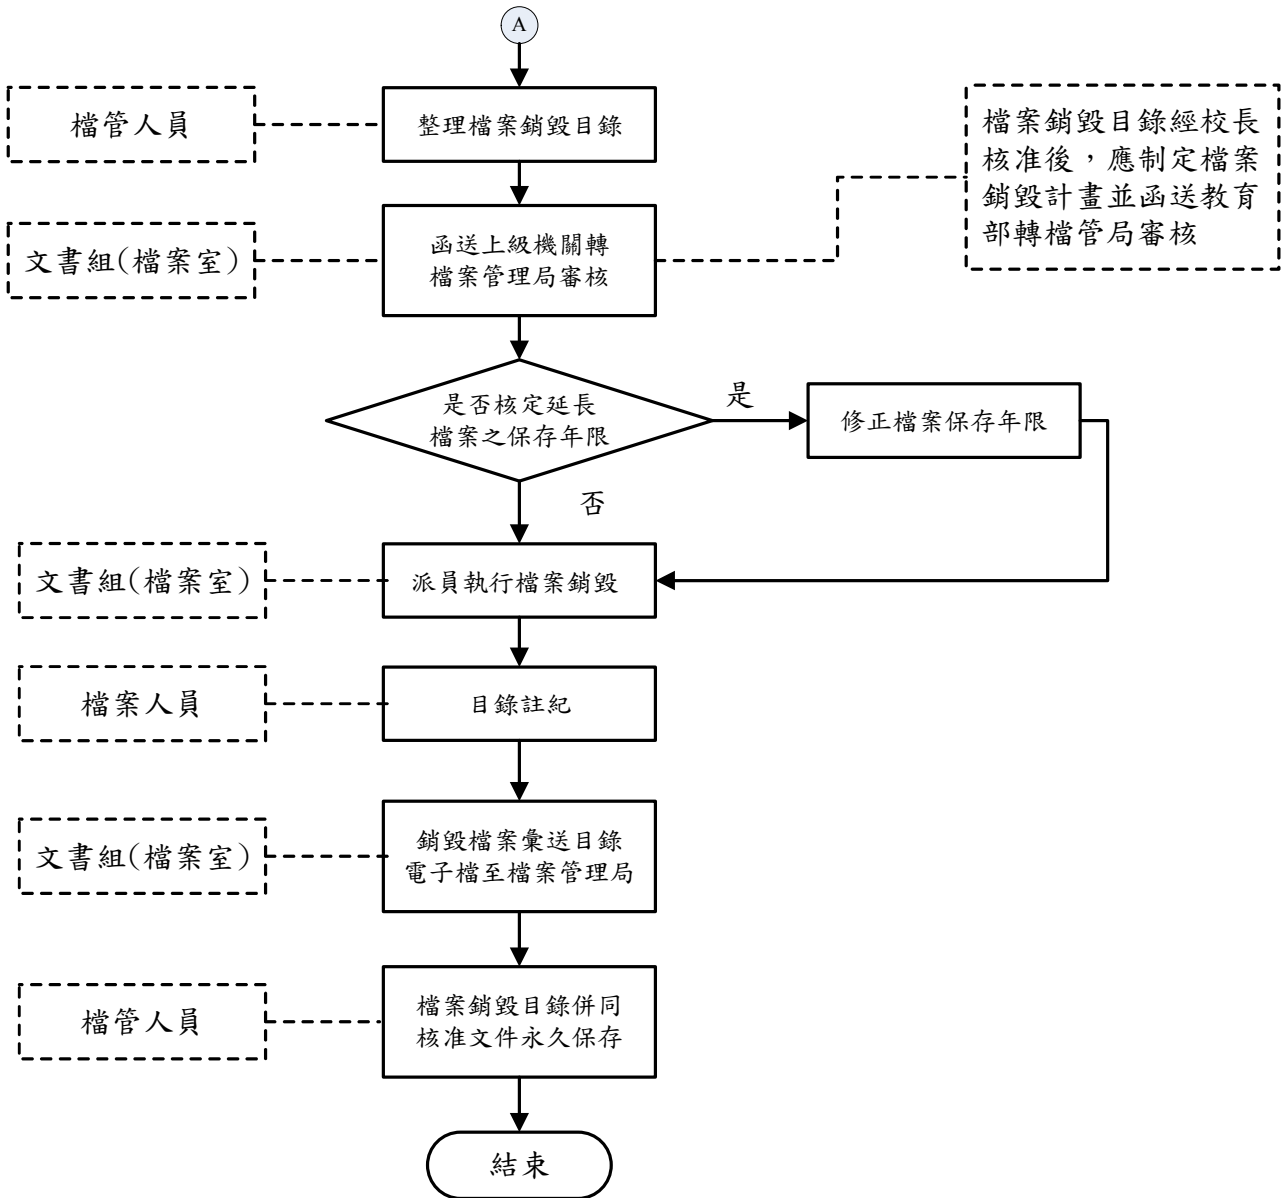 A
檔管人員
整理檔案銷毀目錄
檔案銷毀目錄經校長
核准後，應制定檔案
銷毀計畫並函送教育
部轉檔管局審核
文書組(檔案室)
函送上級機關轉
檔案管理局審核
是否核定延長
檔案之保存年限
是
修正檔案保存年限
否
文書組(檔案室)
派員執行檔案銷毀
檔案人員
目錄註紀
文書組(檔案室)
銷毀檔案彙送目錄
電子檔至檔案管理局
檔管人員
檔案銷毀目錄併同
核准文件永久保存
結束